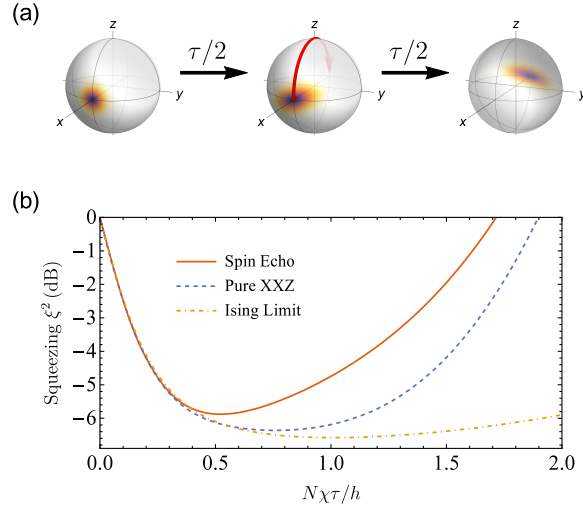 (a)
z
τ/2
z
τ/2
z
x
y
x
y
x
y
(b)
0
−1
−2
−3
−4
−5
−6
Squeezing ξ² (dB)
Spin Echo
Pure XXZ
Ising Limit
0.0
0.5
1.0
1.5
2.0
Nχτ/h